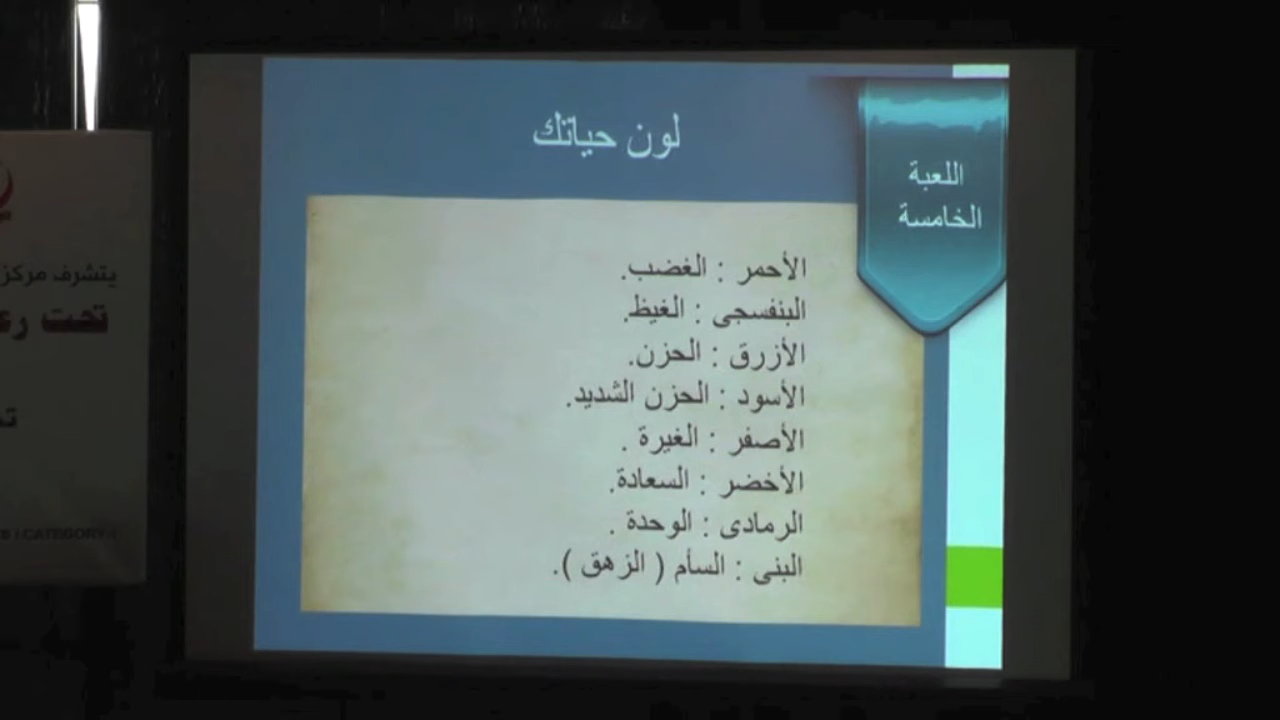 لون حياتك
اللعبة
الخامسة
الأحمر : الغضب.
البنفسجى : الغيظ.
الأزرق : الحزن.
الأسود : الحزن الشديد.
الأصفر : الغيرة .
الأخضر : السعادة.
الرمادى : الوحدة .
البنى : السأم ( الزهق ).
يتشرف مركز
تحت
CATEGORY